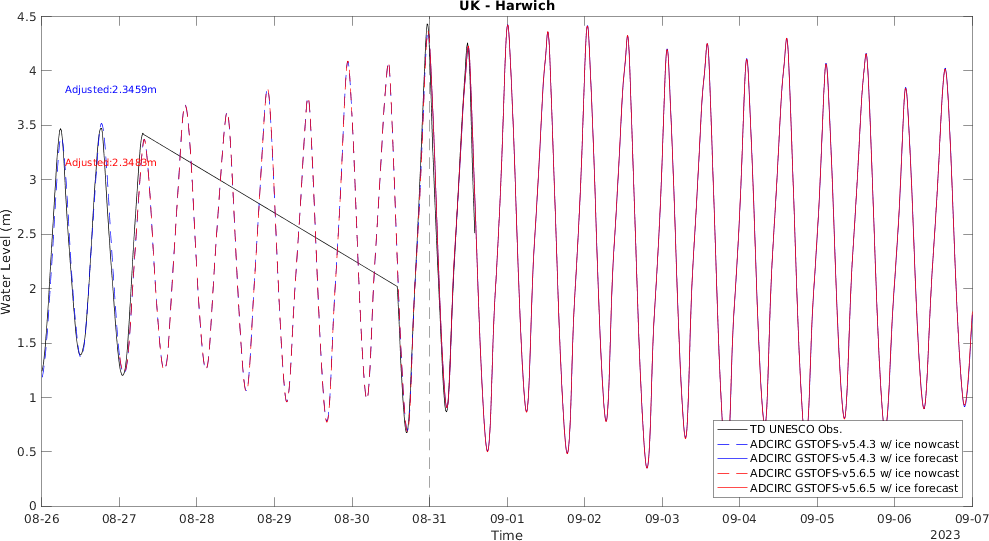 UK - Harwich
4.5
4
3.5
3
2.5
2
1.5
1
0.5
0
Water Level (m)
Adjusted:2.3459m
Adjusted:2.3483m
TD UNESCO Obs.
ADCIRC GSTOFS-v5.4.3 w/ ice nowcast
ADCIRC GSTOFS-v5.4.3 w/ ice forecast
ADCIRC GSTOFS-v5.6.5 w/ ice nowcast
ADCIRC GSTOFS-v5.6.5 w/ ice forecast
08-26 08-27 08-28 08-29 08-30 08-31 09-01 09-02 09-03 09-04 09-05 09-06 09-07
Time
2023